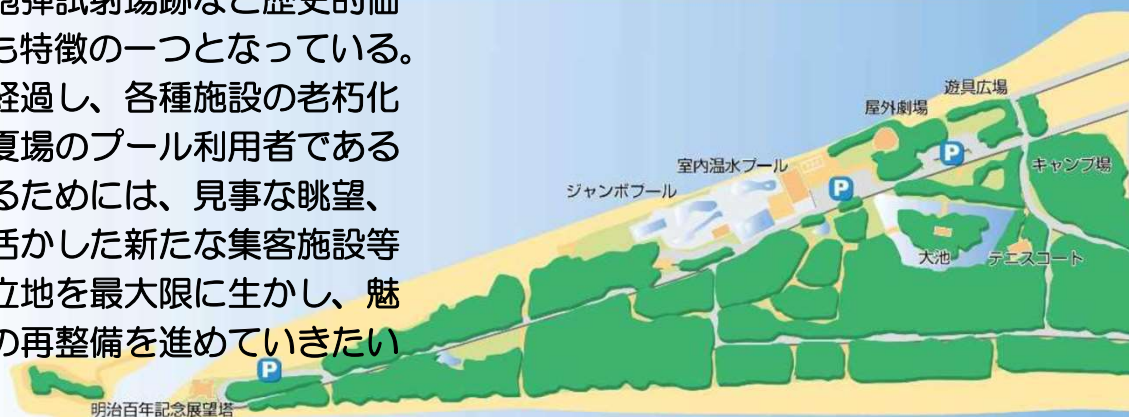 砲弾試射場跡など歴史的価
も特徴の一つとなっている。
経過し、各種施設の老朽化
夏場のプール利用者である
るためには、見事な眺望、
活かした新たな集客施設等
立地を最大限に生かし、魅
の再整備を進めていきたい
遊具広場
屋外劇場
P
キャンプ場
室内温水プール
P
ジャンボプール
大池
テニスコート
P
明治百年記念展望塔